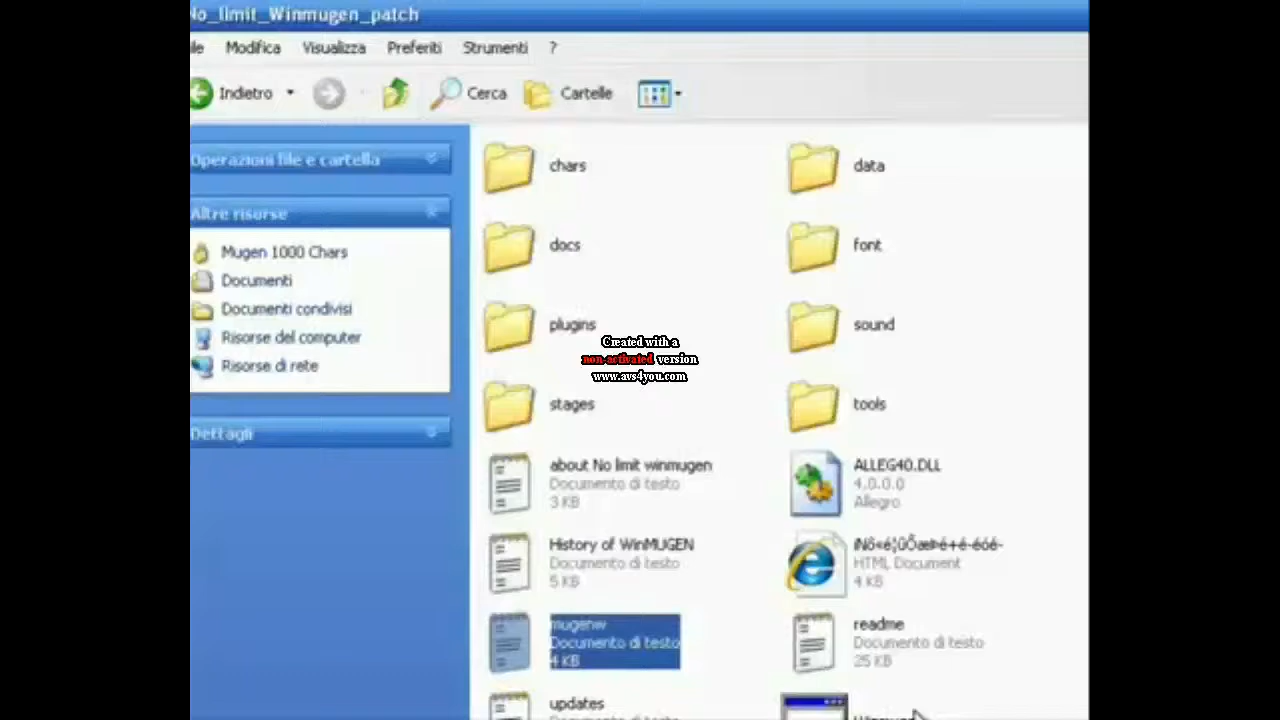 No_limit_Winmugen_patch
Modifica Visualizza Preferiti Strumenti ?
Indietro Cerca Cartelle
Operazioni file e cartella
Altre risorse
Mugen 1000 Chars
Documenti
Documenti condivisi
Risorse del computer
Risorse di rete
Dettagli
chars data
docs font
plugins sound
Created with a
non-activated version
www.avs4you.com
stages tools
about No limit winmugen
Documento di testo
3 KB
ALLEG40.DLL
4.0.0.0
Allegro
History of WinMUGEN
Documento di testo
5 KB
HTML Document
4 KB
mugenw
Documento di testo
4 KB
readme
Documento di testo
25 KB
updates